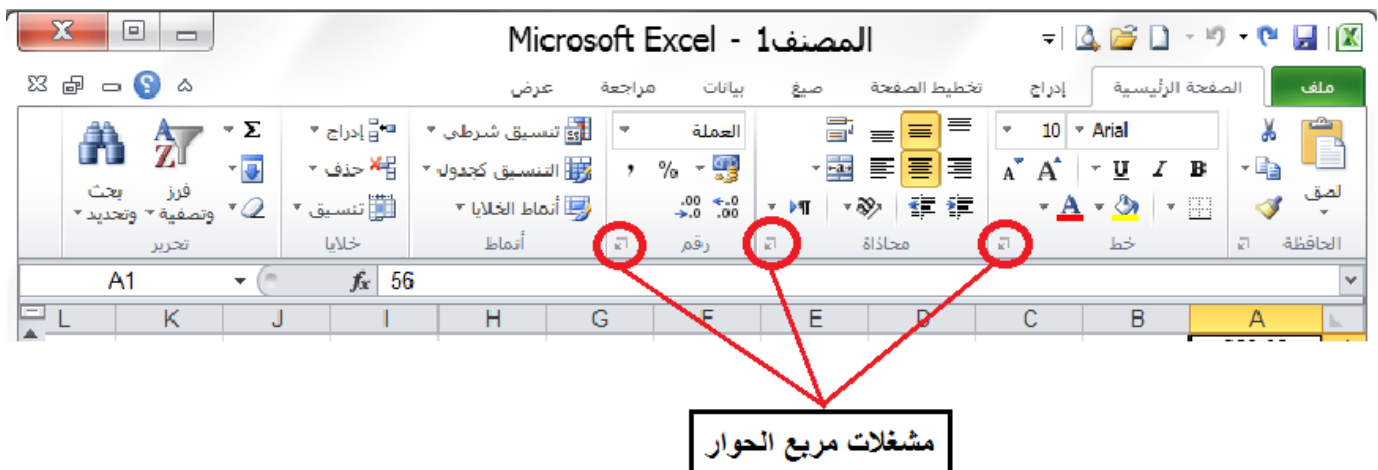 المصنف1 - Microsoft Excel
ملف الصفحة الرئيسية إدراج تخطيط الصفحة صيغ بيانات مراجعة عرض
Arial 10 العملة تنسيق شرطي إدراج Σ
B I U A A % , التنسيق كجدول حذف
لصق A أنماط الخلايا تنسيق فرز وتصفية بحث وتحديد
الحافظة خط محاذاة رقم أنماط خلايا تحرير
A1 fx 56
A B C D E F G H I J K L
مشغلات مربع الحوار